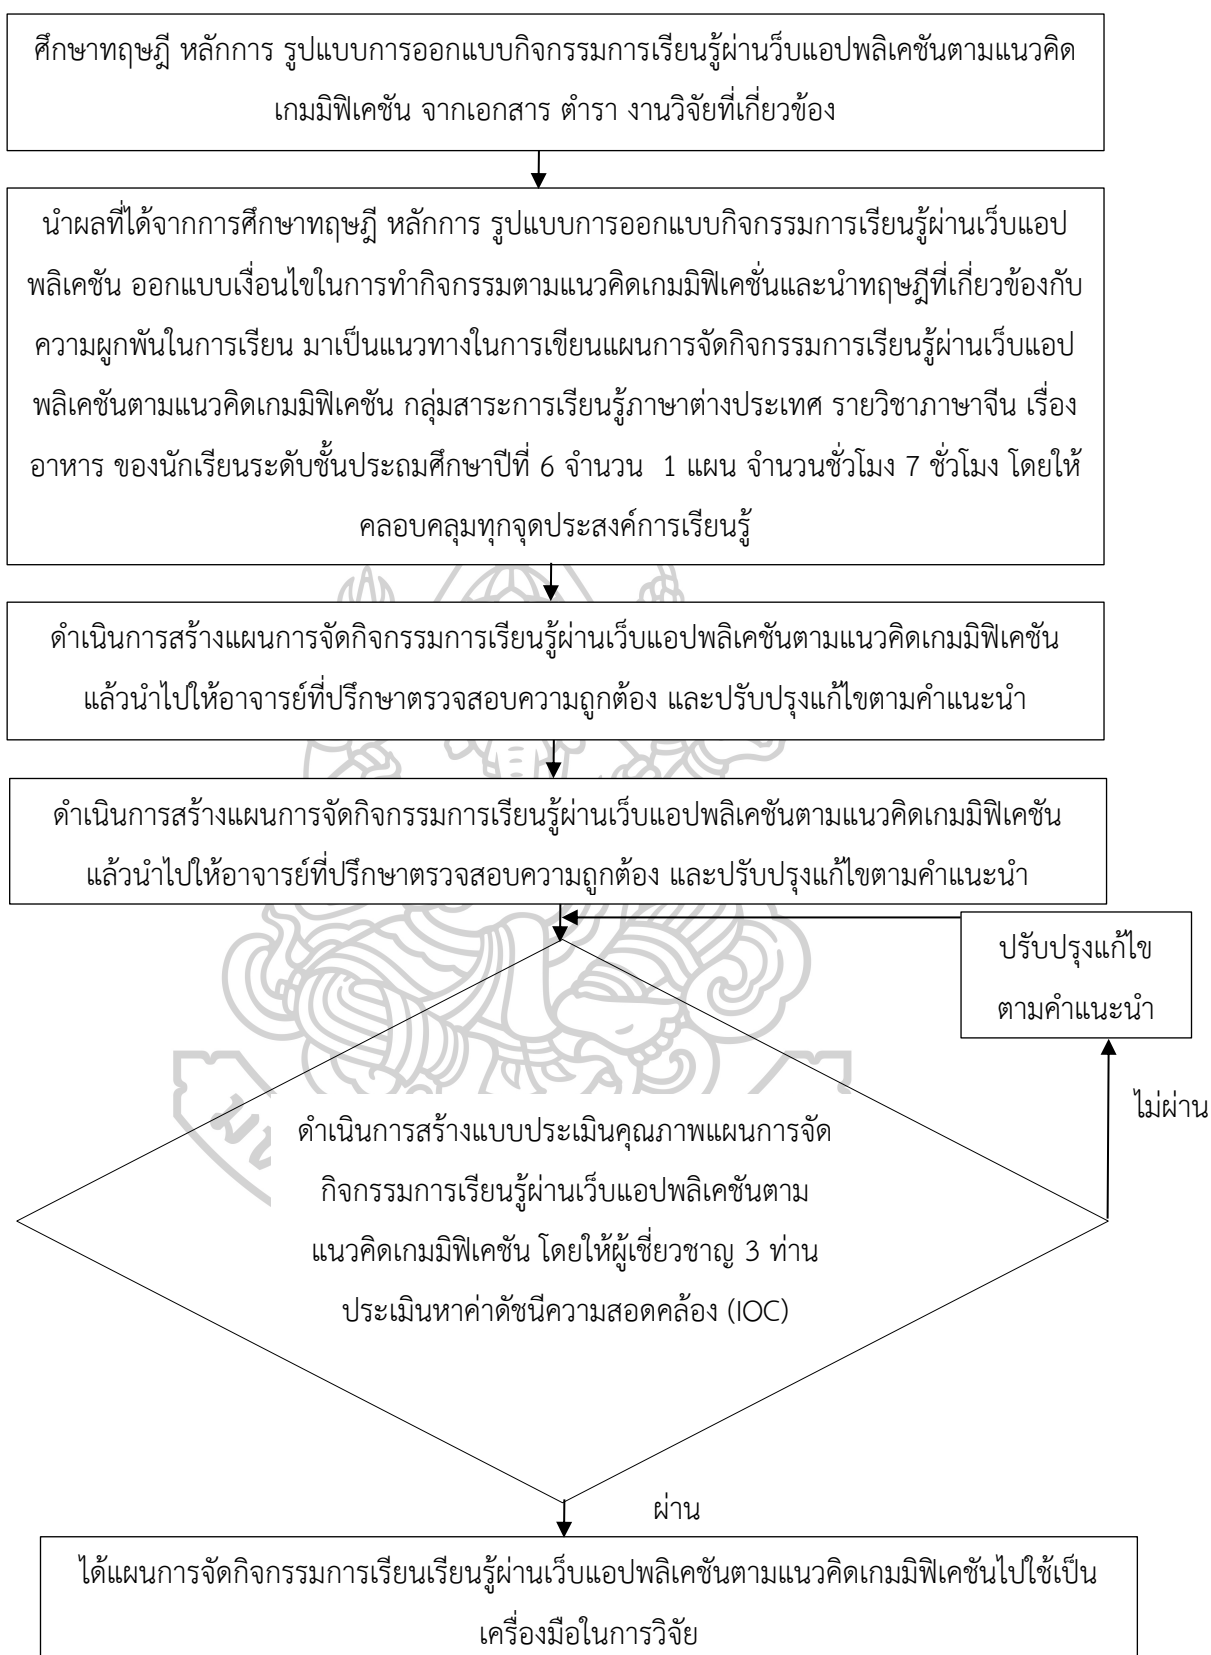 ศึกษาทฤษฎี หลักการ รูปแบบการออกแบบกิจกรรมการเรียนรู้ผ่านว็บแอปพลิเคชันตามแนวคิด
เกมมิฟิเคชัน จากเอกสาร ตำรา งานวิจัยที่เกี่ยวข้อง
นำผลที่ได้จากการศึกษาทฤษฎี หลักการ รูปแบบการออกแบบกิจกรรมการเรียนรู้ผ่านเว็บแอป
พลิเคชัน ออกแบบเงื่อนไขในการทำกิจกรรมตามแนวคิดเกมมิฟิเคชั่นและนำทฤษฎีที่เกี่ยวข้องกับ
ความผูกพันในการเรียน มาเป็นแนวทางในการเขียนแผนการจัดกิจกรรมการเรียนรู้ผ่านเว็บแอป
พลิเคชันตามแนวคิดเกมมิฟิเคชัน กลุ่มสาระการเรียนรู้ภาษาต่างประเทศ รายวิชาภาษาจีน เรื่อง
อาหาร ของนักเรียนระดับชั้นประถมศึกษาปีที่ 6 จำนวน 1 แผน จำนวนชั่วโมง 7 ชั่วโมง โดยให้
คลอบคลุมทุกจุดประสงค์การเรียนรู้
ดำเนินการสร้างแผนการจัดกิจกรรมการเรียนรู้ผ่านเว็บแอปพลิเคชันตามแนวคิดเกมมิฟิเคชัน
แล้วนำไปให้อาจารย์ที่ปรึกษาตรวจสอบความถูกต้อง และปรับปรุงแก้ไขตามคำแนะนำ
ดำเนินการสร้างแผนการจัดกิจกรรมการเรียนรู้ผ่านเว็บแอปพลิเคชันตามแนวคิดเกมมิฟิเคชัน
แล้วนำไปให้อาจารย์ที่ปรึกษาตรวจสอบความถูกต้อง และปรับปรุงแก้ไขตามคำแนะนำ
ปรับปรุงแก้ไข
ตามคำแนะนำ
ไม่ผ่าน
ดำเนินการสร้างแบบประเมินคุณภาพแผนการจัด
กิจกรรมการเรียนรู้ผ่านเว็บแอปพลิเคชันตาม
แนวคิดเกมมิฟิเคชัน โดยให้ผู้เชี่ยวชาญ 3 ท่าน
ประเมินหาค่าดัชนีความสอดคล้อง (IOC)
ผ่าน
ได้แผนการจัดกิจกรรมการเรียนเรียนรู้ผ่านเว็บแอปพลิเคชันตามแนวคิดเกมมิฟิเคชันไปใช้เป็น
เครื่องมือในการวิจัย